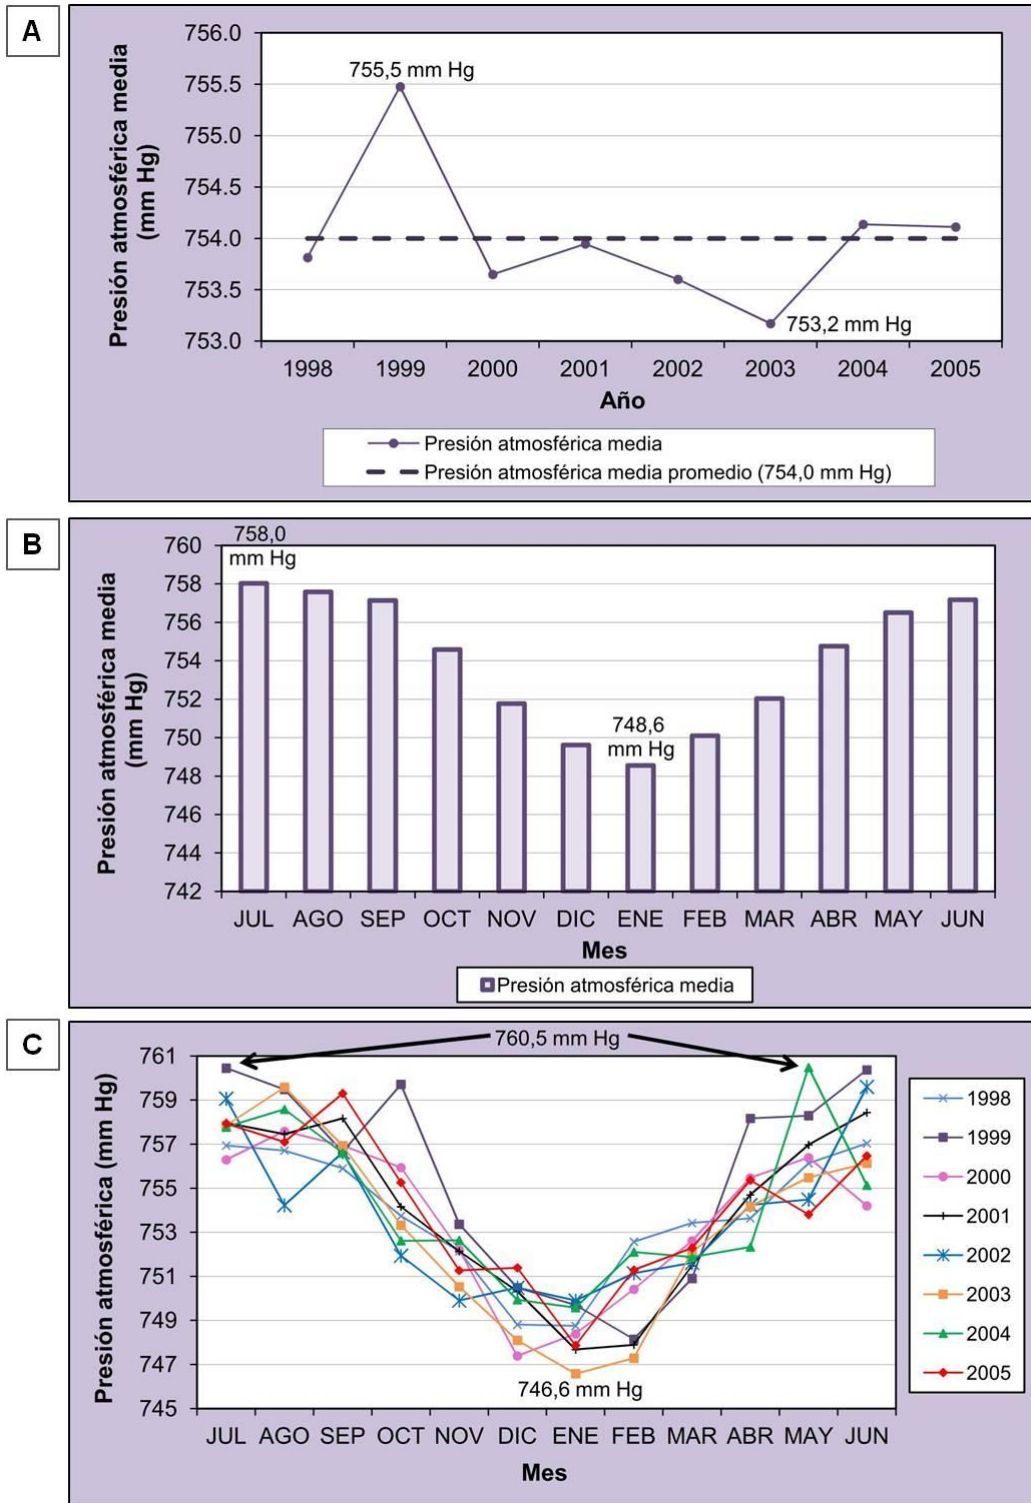 A
Presión atmosférica media
(mm Hg)
756.0
755.5
755.0
754.5
754.0
753.5
753.0
755,5 mm Hg
753,2 mm Hg
1998 1999 2000 2001 2002 2003 2004 2005
Año
Presión atmosférica media
Presión atmosférica media promedio (754,0 mm Hg)
B
Presión atmosférica media
(mm Hg)
760
758
756
754
752
750
748
746
744
742
758,0
mm Hg
748,6
mm Hg
JUL AGO SEP OCT NOV DIC ENE FEB MAR ABR MAY JUN
Mes
Presión atmosférica media
C
Presión atmosférica (mm Hg)
761
759
757
755
753
751
749
747
745
760,5 mm Hg
746,6 mm Hg
JUL AGO SEP OCT NOV DIC ENE FEB MAR ABR MAY JUN
Mes
1998
1999
2000
2001
2002
2003
2004
2005